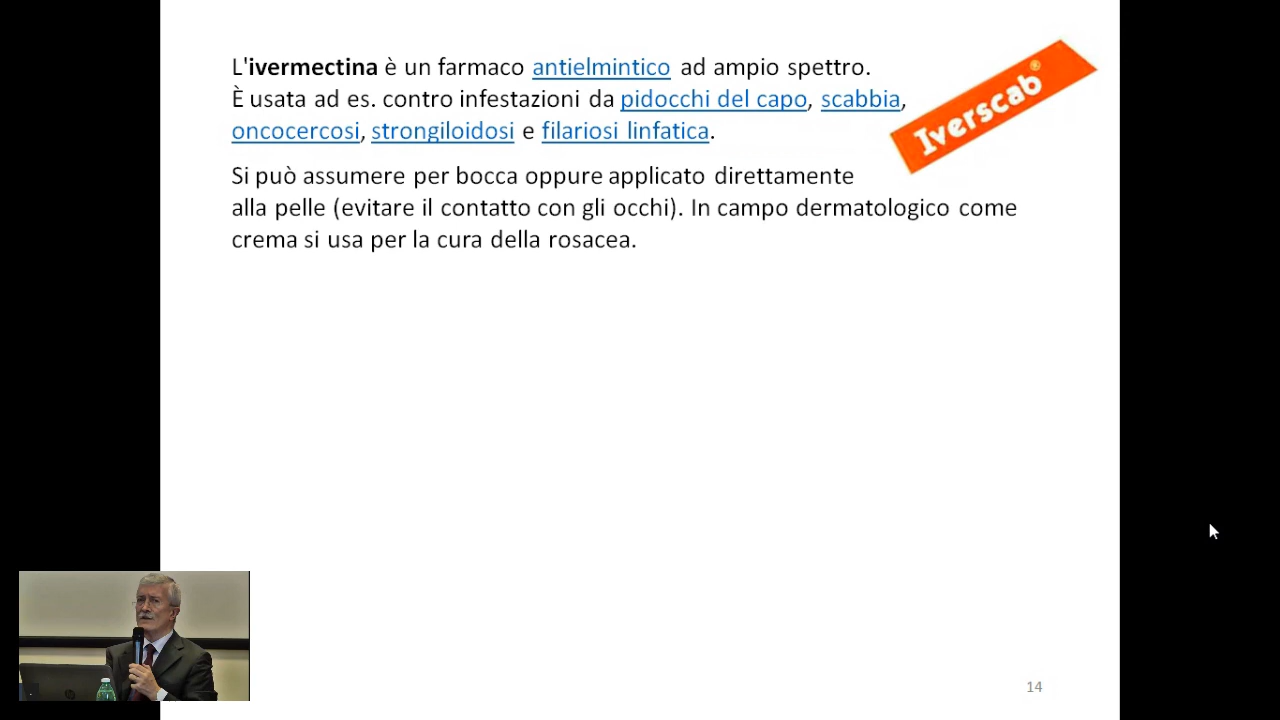 L'ivermectina è un farmaco antielmintico ad ampio spettro.
È usata ad es. contro infestazioni da pidocchi del capo, scabbia,
oncocercosi, strongiloidosi e filariosi linfatica.
Iverscab®
Si può assumere per bocca oppure applicato direttamente
alla pelle (evitare il contatto con gli occhi). In campo dermatologico come
crema si usa per la cura della rosacea.
14